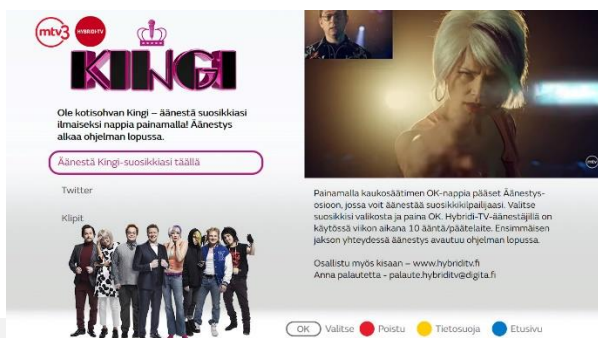 mtv3
HYBRIDI-TV
KINGI
Ole kotisohvan Kingi – äänestä suosikkiasi
ilmaiseksi nappia painamalla! Äänestys
alkaa ohjelman lopussa.
Äänestä Kingi-suosikkiasi täällä
Twitter
Klipit
mtv
Painamalla kaukosäätimen OK-nappia pääset Äänestys-
osioon, jossa voit äänestää suosikkikilpailijaasi. Valitse
suosikkisi valikosta ja paina OK. Hybridi-TV-äänestäjillä on
käytössä viikon aikana 10 ääntä/päätelaite. Ensimmäisen
jakson yhteydessä äänestys avautuu ohjelman lopussa.
Osallistu myös kisaan – www.hybriditv.fi
Anna palautetta - palaute.hybriditv@digita.fi
OK Valitse Poistu Tietosuoja Etusivu